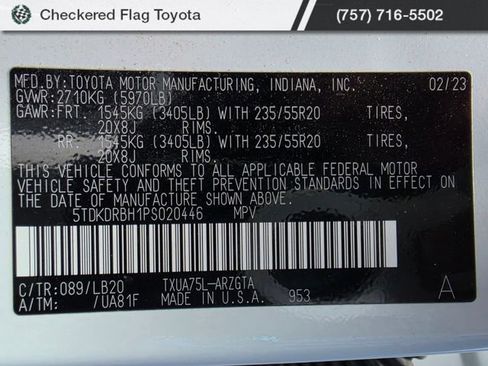 Checkered Flag Toyota (757) 716-5502
MFD.BY:TOYOTA MOTOR MANUFACTURING, INDIANA, INC. 02/23
GVWR:2710KG (5970LB)
GAWR:FRT. 1545KG (3405LB) WITH 235/55R20 TIRES,
20X8J RIMS.
RR. 1545KG (3405LB) WITH 235/55R20 TIRES,
20X8J RIMS.
THIS VEHICLE CONFORMS TO ALL APPLICABLE FEDERAL MOTOR
VEHICLE SAFETY AND THEFT PREVENTION STANDARDS IN EFFECT ON
THE DATE OF MANUFACTURE SHOWN ABOVE.
5TDKDRBH1PS020446 MPV
C/TR:089/LB20 TXUA75L-ARZGTA
A/TM: /UA81F MADE IN U.S.A. 953 A